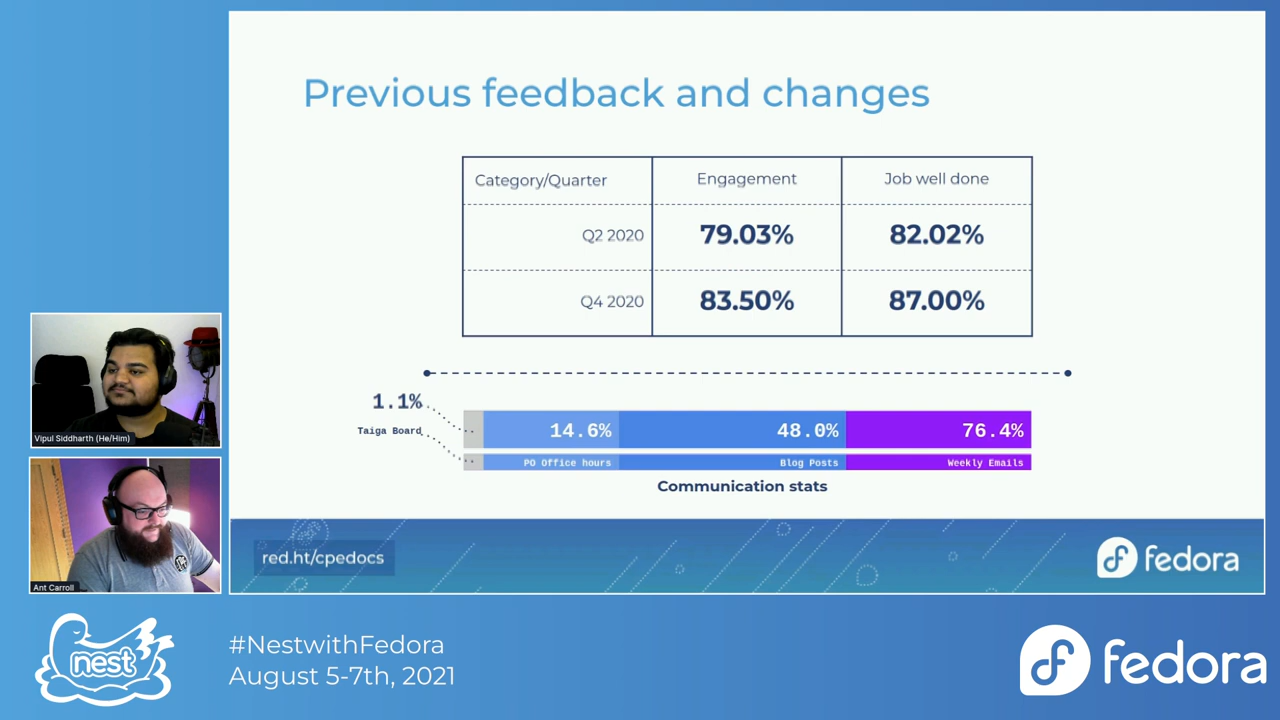 Previous feedback and changes
Category/Quarter Engagement Job well done
Q2 2020 79.03% 82.02%
Q4 2020 83.50% 87.00%
1.1%
Taiga Board
14.6% 48.0% 76.4%
PO Office hours Blog Posts Weekly Emails
Communication stats
red.ht/cpedocs
fedora
Vipul Siddharth (He/Him)
Ant Carroll
nest
#NestwithFedora
August 5-7th, 2021
fedora